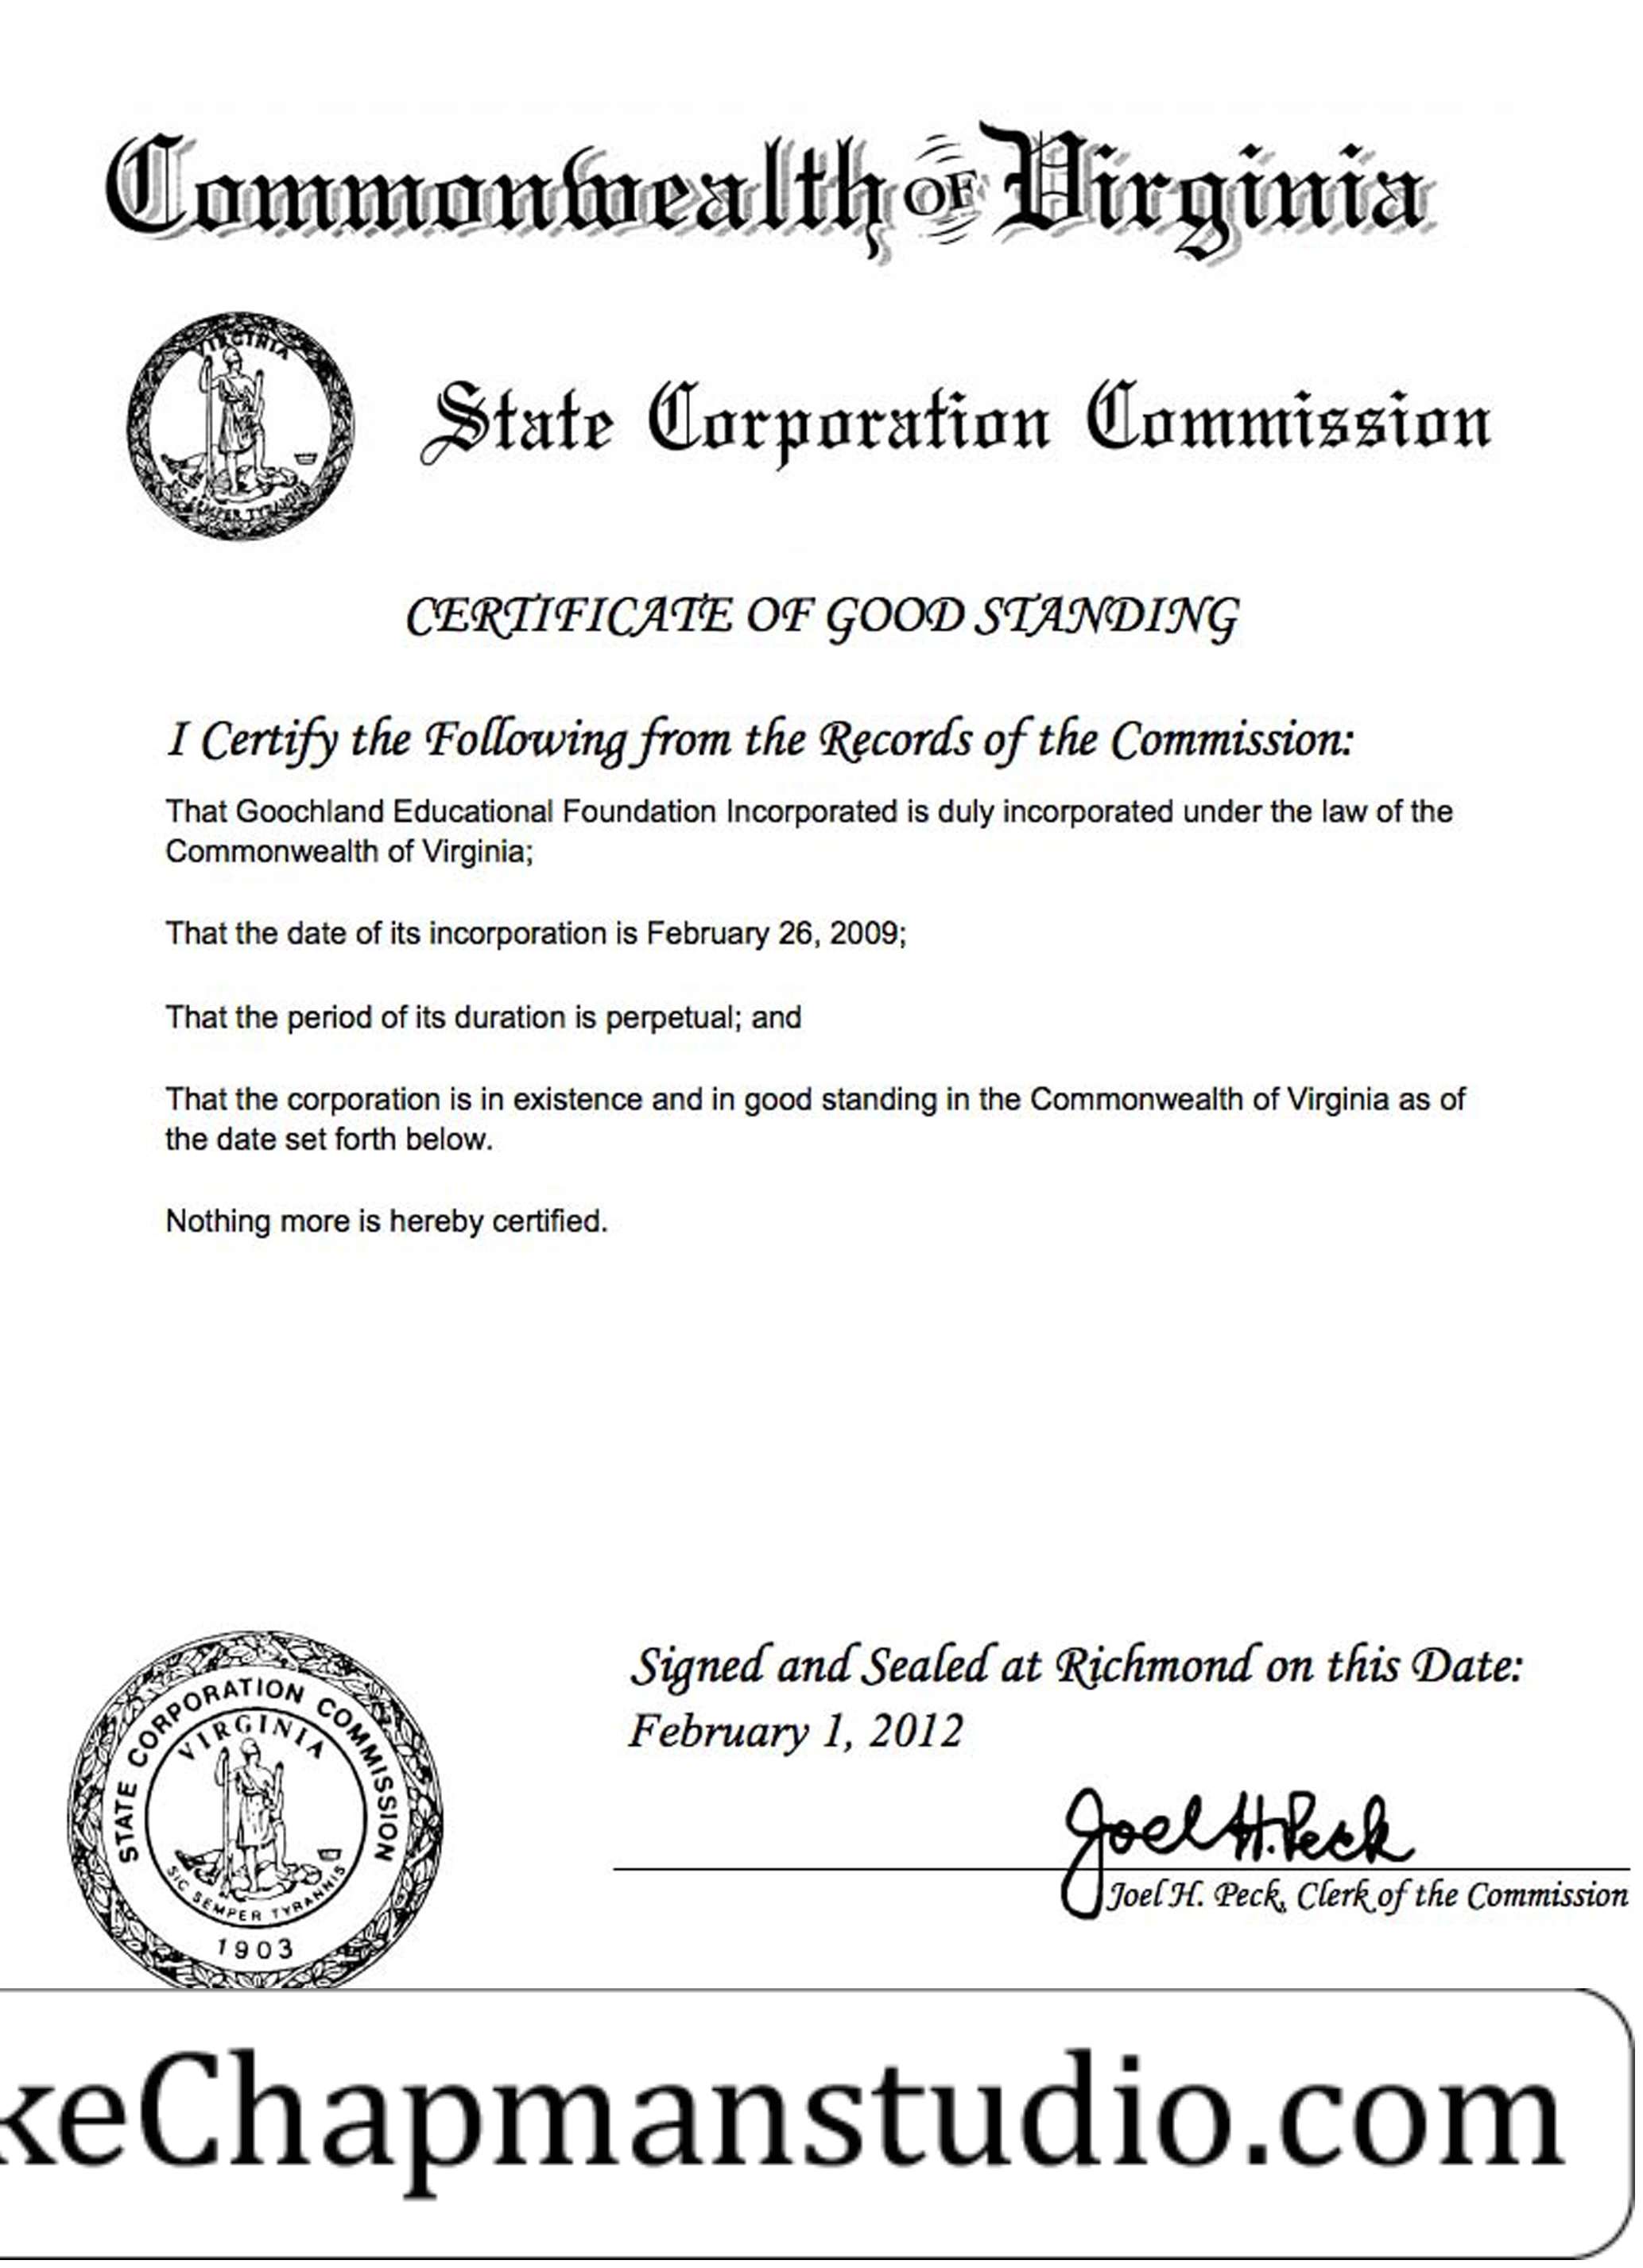 Commonwealth OF Virginia
VIRGINIA
SIC SEMPER TYRANNIS
State Corporation Commission
CERTIFICATE OF GOOD STANDING
I Certify the Following from the Records of the Commission:
That Goochland Educational Foundation Incorporated is duly incorporated under the law of the
Commonwealth of Virginia;
That the date of its incorporation is February 26, 2009;
That the period of its duration is perpetual; and
That the corporation is in existence and in good standing in the Commonwealth of Virginia as of
the date set forth below.
Nothing more is hereby certified.
STATE CORPORATION COMMISSION
VIRGINIA
SIC SEMPER TYRANNIS
1903
Signed and Sealed at Richmond on this Date:
February 1, 2012
Joel H. Peck
Joel H. Peck, Clerk of the Commission
keChapmanstudio.com